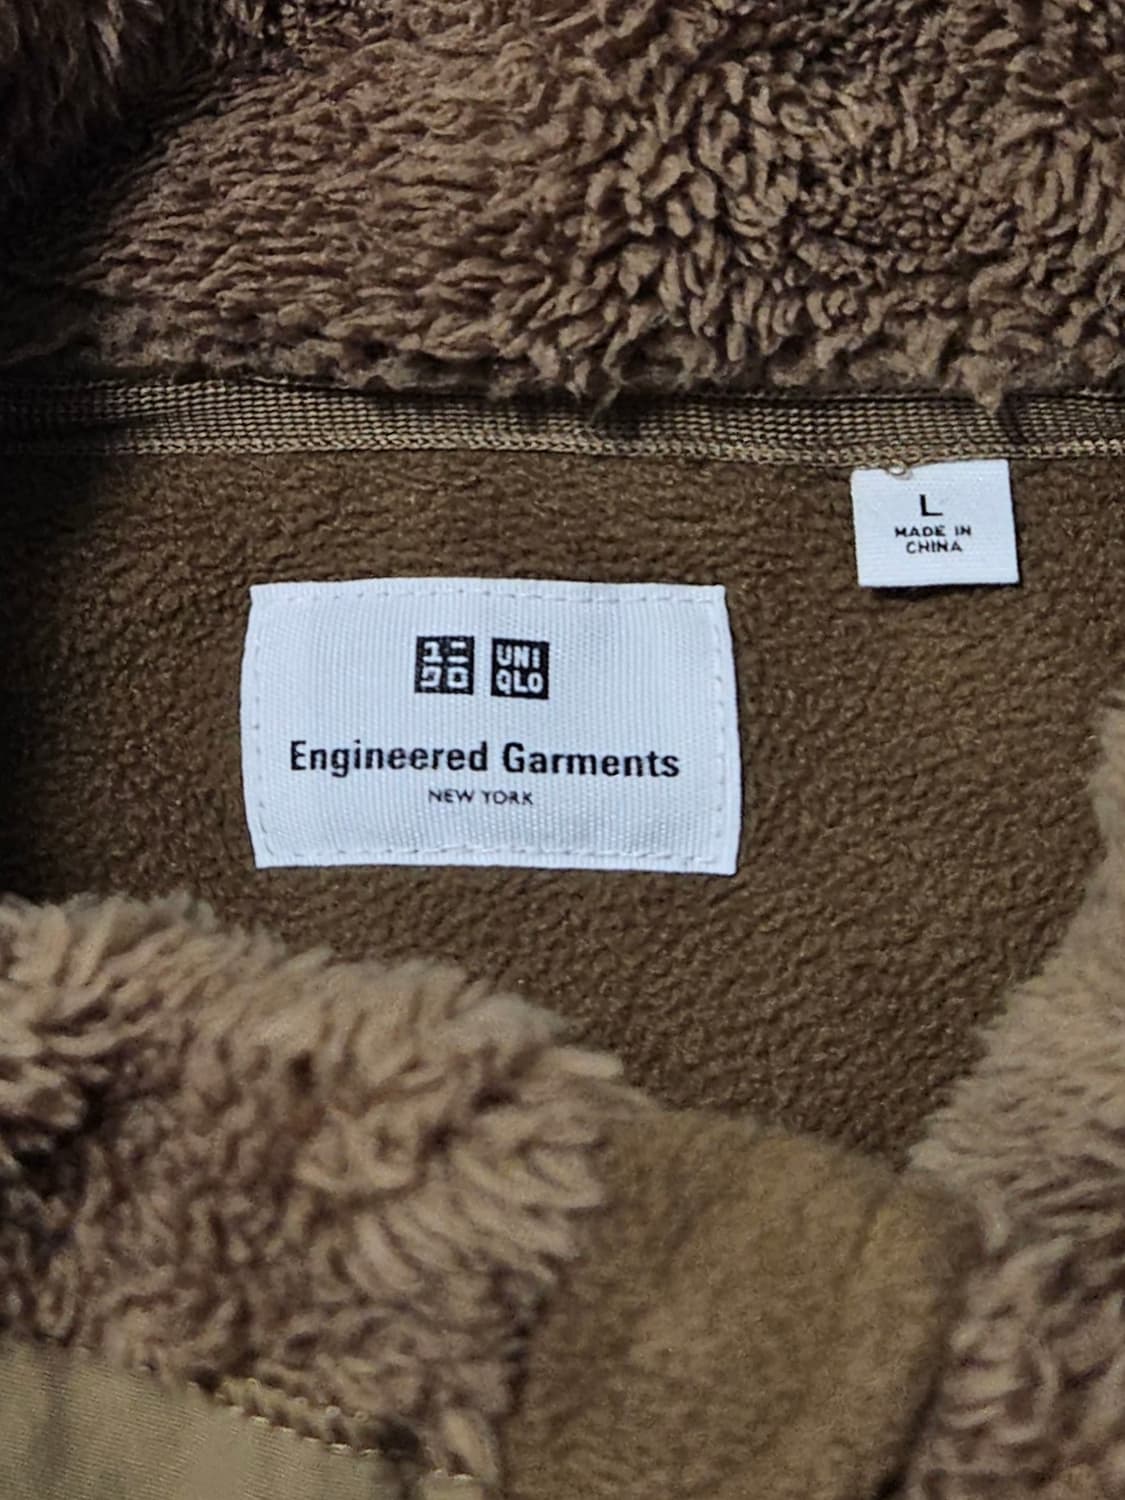 L
MADE IN
CHINA
ユニ
クロ
UNI
QLO
Engineered Garments
NEW YORK